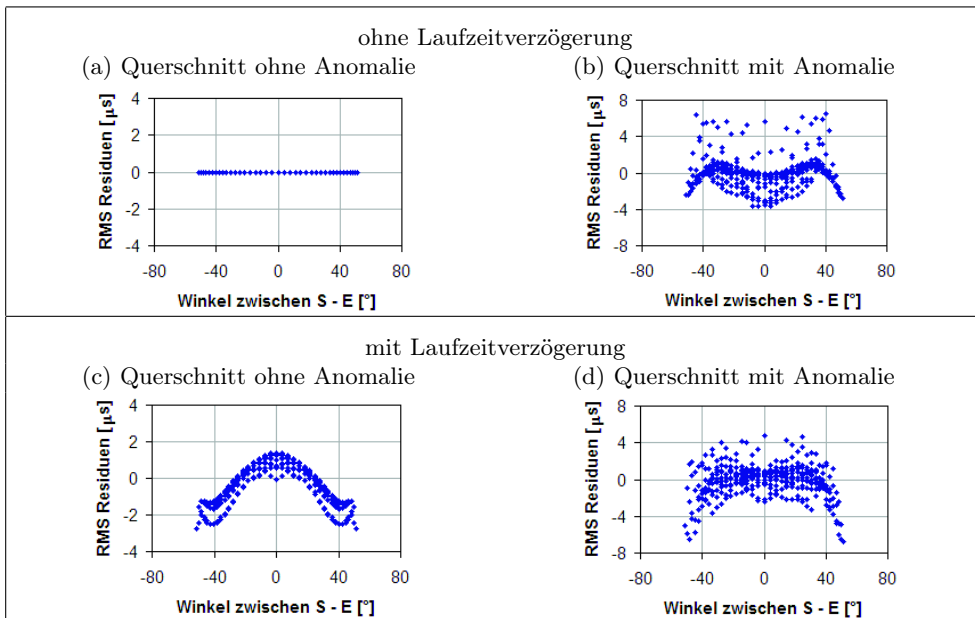 ohne Laufzeitverzögerung
(a) Querschnitt ohne Anomalie
(b) Querschnitt mit Anomalie
RMS Residuen [µs]
4
2
0
-2
-4
-80 -40 0 40 80
Winkel zwischen S - E [°]
RMS Residuen [µs]
8
4
0
-4
-8
-80 -40 0 40 80
Winkel zwischen S - E [°]
mit Laufzeitverzögerung
(c) Querschnitt ohne Anomalie
(d) Querschnitt mit Anomalie
RMS Residuen [µs]
4
2
0
-2
-4
-80 -40 0 40 80
Winkel zwischen S - E [°]
RMS Residuen [µs]
8
4
0
-4
-8
-80 -40 0 40 80
Winkel zwischen S - E [°]